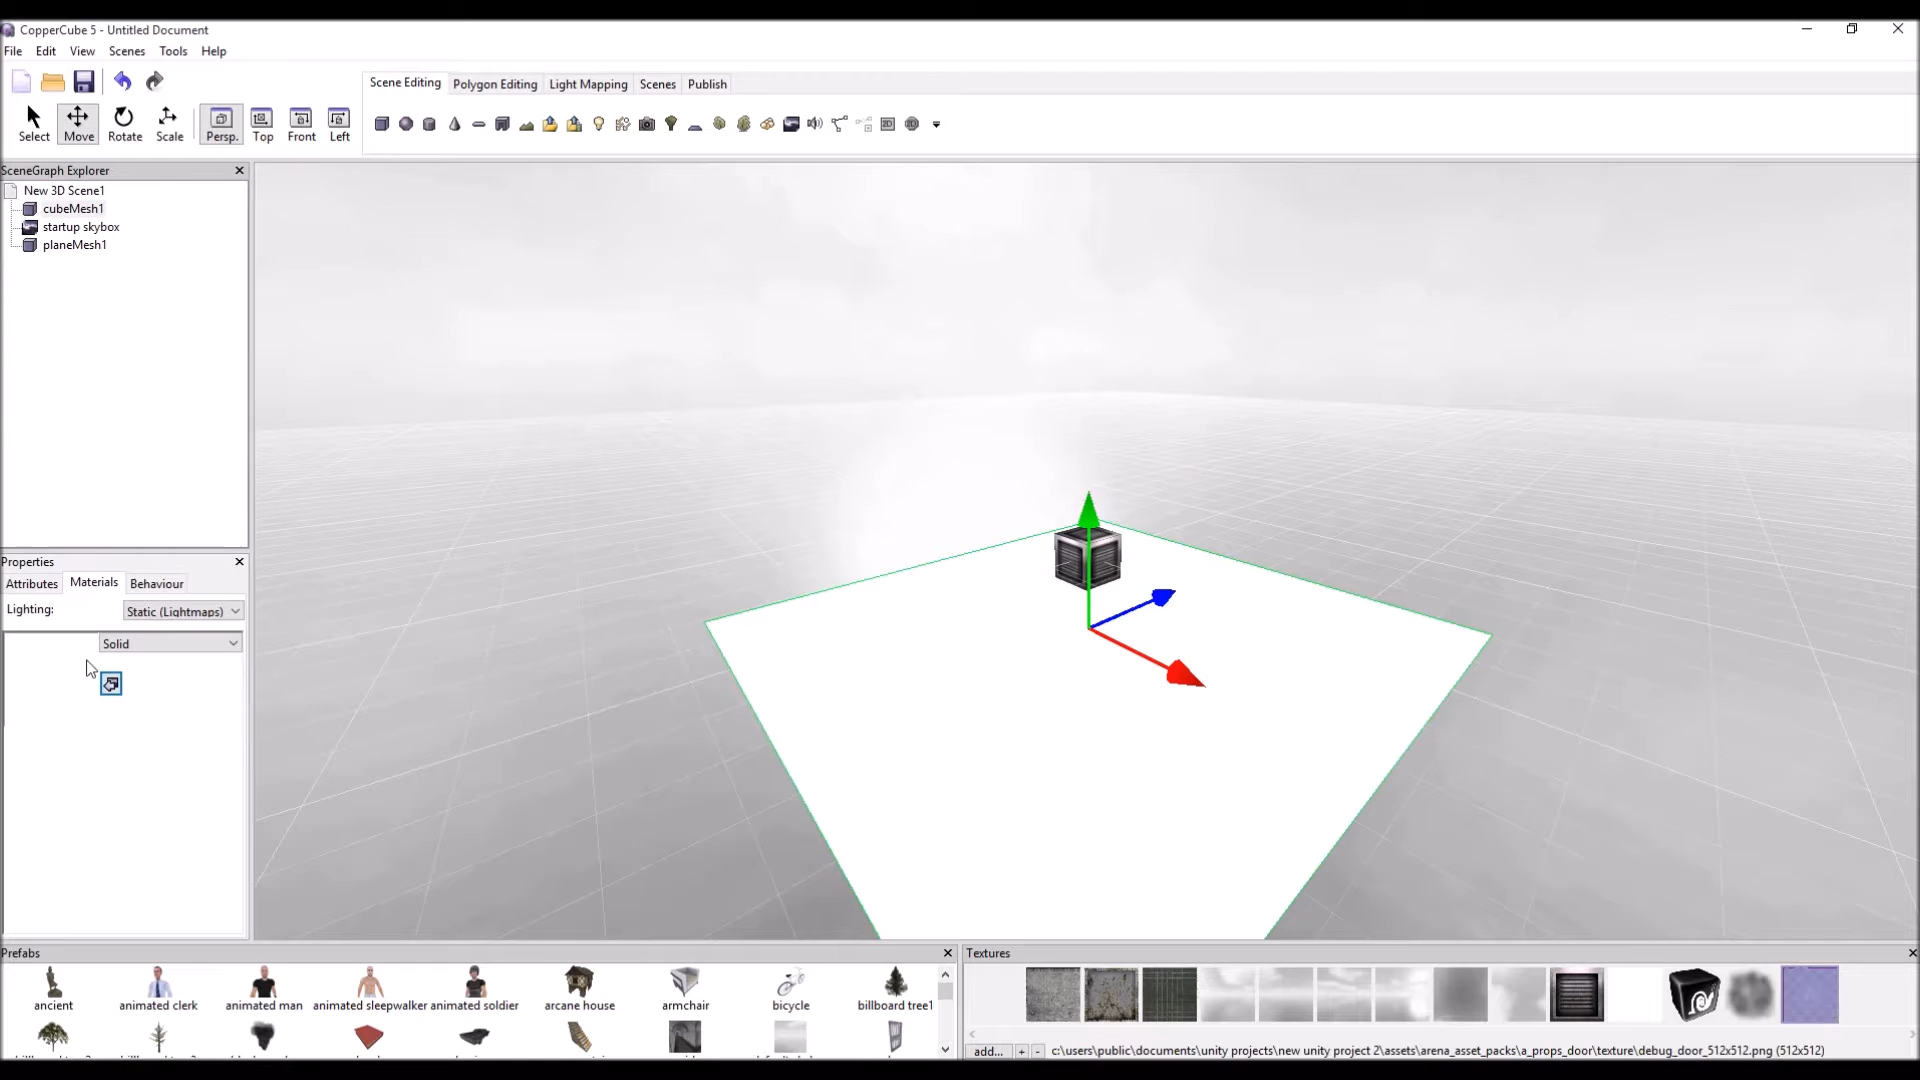 CopperCube 5 - Untitled Document
File Edit View Scenes Tools Help
Scene Editing Polygon Editing Light Mapping Scenes Publish
Select Move Rotate Scale Persp. Top Front Left
SceneGraph Explorer
New 3D Scene1
cubeMesh1
startup skybox
planeMesh1
Properties
Attributes Materials Behaviour
Lighting: Static (Lightmaps)
Solid
Prefabs
Textures
ancient animated clerk animated man animated sleepwalker animated soldier arcane house armchair bicycle billboard tree1
add... + - c:\users\public\documents\unity projects\new unity project 2\assets\arena_asset_packs\a_props_door\texture\debug_door_512x512.png (512x512)